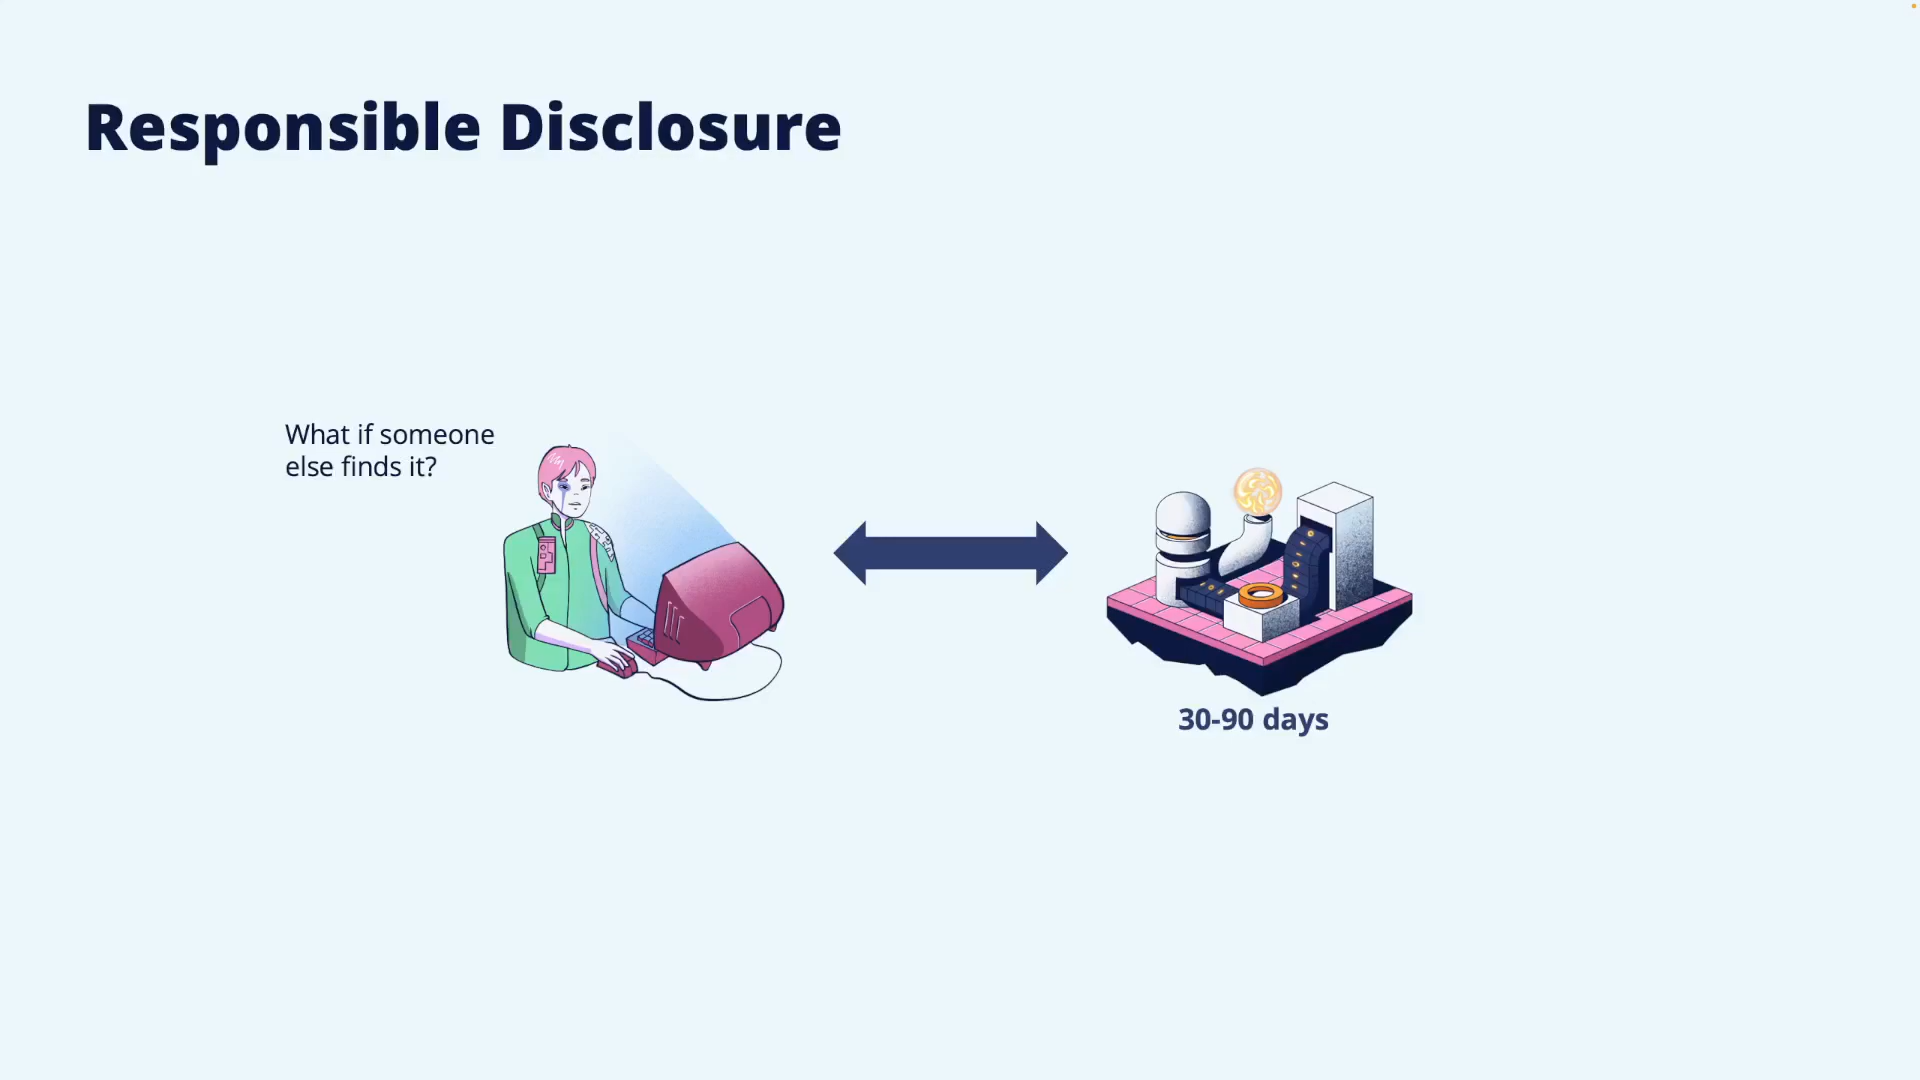 Responsible Disclosure
What if someone
else finds it?
30-90 days